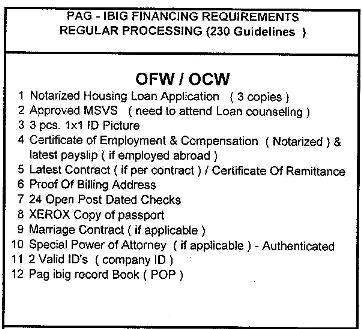 PAG - IBIG FINANCING REQUIREMENTS
REGULAR PROCESSING (230 Guidelines )
OFW / OCW
1 Notarized Housing Loan Application ( 3 copies )
2 Approved MSVS ( need to attend Loan counseling )
3 3 pcs. 1x1 ID Picture
4 Certificate of Employment & Compensation ( Notarized ) &
latest payslip ( if employed abroad )
5 Latest Contract ( if per contract ) / Certificate Of Remittance
6 Proof Of Billing Address
7 24 Open Post Dated Checks
8 XEROX Copy of passport
9 Marriage Contract ( if applicable )
10 Special Power of Attorney ( if applicable ) - Authenticated
11 2 Valid ID's ( company ID )
12 Pag ibig record Book ( POP )